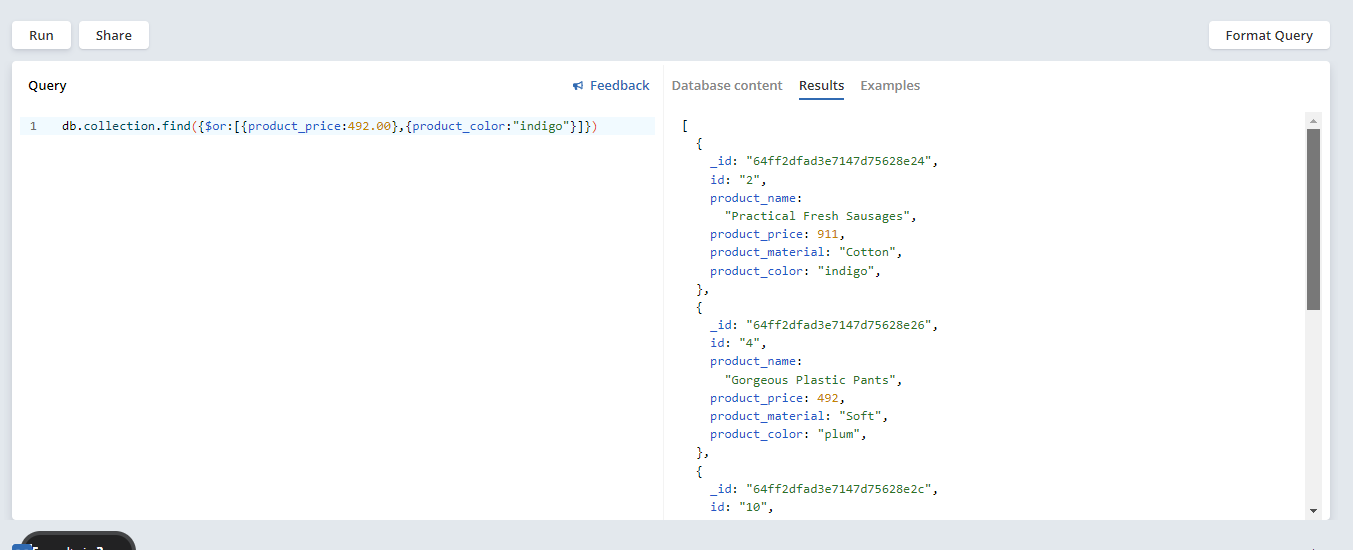 Run Share Format Query
Query Feedback Database content Results Examples
1 db.collection.find({$or:[{product_price:492.00},{product_color:"indigo"}]})
[
{
_id: "64ff2dfad3e7147d75628e24",
id: "2",
product_name:
"Practical Fresh Sausages",
product_price: 911,
product_material: "Cotton",
product_color: "indigo",
},
{
_id: "64ff2dfad3e7147d75628e26",
id: "4",
product_name:
"Gorgeous Plastic Pants",
product_price: 492,
product_material: "Soft",
product_color: "plum",
},
{
_id: "64ff2dfad3e7147d75628e2c",
id: "10",